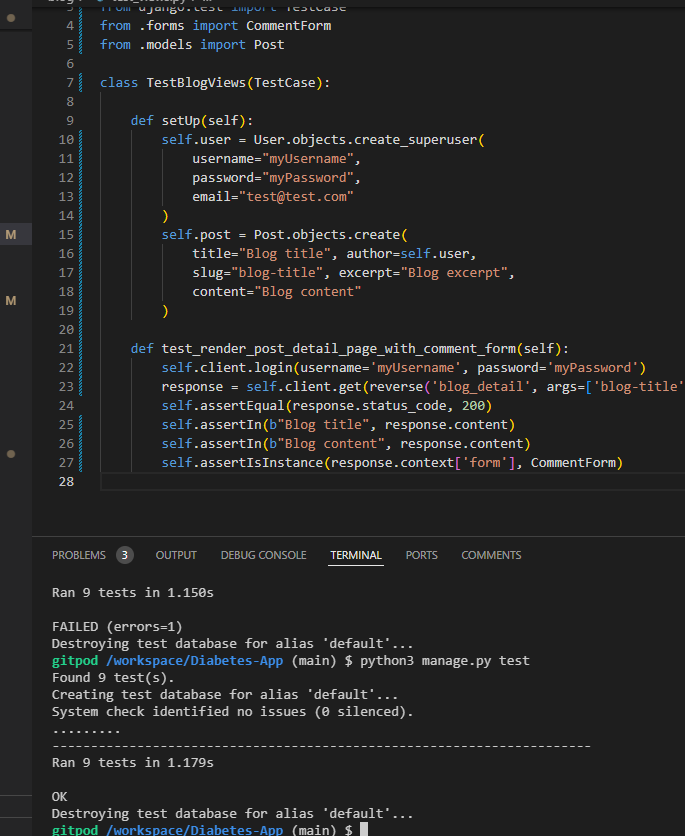 3 from django.test import TestCase
4 from .forms import CommentForm
5 from .models import Post
6
7 class TestBlogViews(TestCase):
8
9 def setUp(self):
10 self.user = User.objects.create_superuser(
11 username="myUsername",
12 password="myPassword",
13 email="test@test.com"
14 )
M
15 self.post = Post.objects.create(
16 title="Blog title", author=self.user,
17 slug="blog-title", excerpt="Blog excerpt",
18 content="Blog content"
M
19 )
20
21 def test_render_post_detail_page_with_comment_form(self):
22 self.client.login(username='myUsername', password='myPassword')
23 response = self.client.get(reverse('blog_detail', args=['blog-title'
24 self.assertEqual(response.status_code, 200)
25 self.assertIn(b"Blog title", response.content)
26 self.assertIn(b"Blog content", response.content)
27 self.assertIsInstance(response.context['form'], CommentForm)
28
PROBLEMS 3 OUTPUT DEBUG CONSOLE TERMINAL PORTS COMMENTS
Ran 9 tests in 1.150s
FAILED (errors=1)
Destroying test database for alias 'default'...
gitpod /workspace/Diabetes-App (main) $ python3 manage.py test
Found 9 test(s).
Creating test database for alias 'default'...
System check identified no issues (0 silenced).
.........
----------------------------------------------------------------------
Ran 9 tests in 1.179s
OK
Destroying test database for alias 'default'...
gitpod /workspace/Diabetes-App (main) $